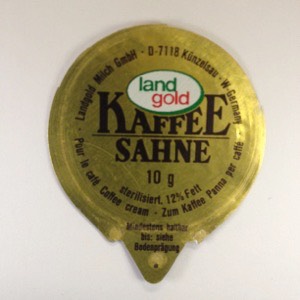 Landgold Milch GmbH - D-7118 Künzelsau - W. Germany
land
gold
KAFFEE
SAHNE
10 g
sterilisiert, 12% Fett
Pour le café Coffee cream - Zum Kaffee Panna per caffè
Mindestens haltbar
bis: siehe
Bodenprägung